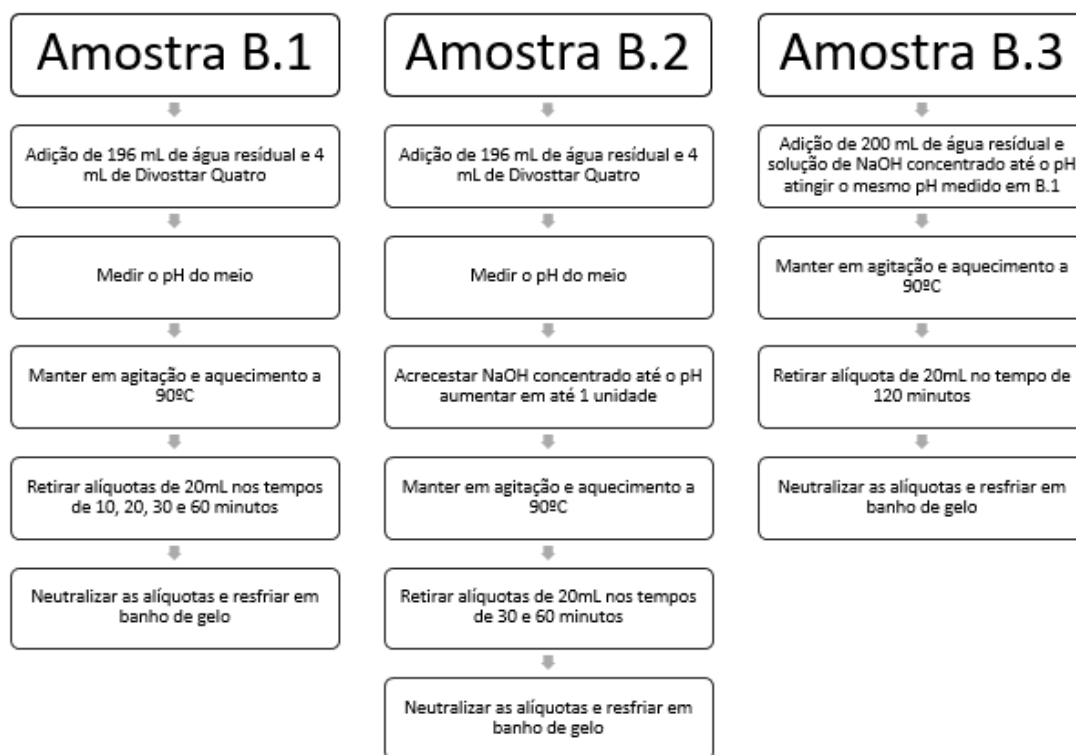 Amostra B.1
Adição de 196 mL de água resídual e 4
mL de Divosttar Quatro
Medir o pH do meio
Manter em agitação e aquecimento a
90ºC
Retirar alíquotas de 20mL nos tempos
de 10, 20, 30 e 60 minutos
Neutralizar as alíquotas e resfriar em
banho de gelo
Amostra B.2
Adição de 196 mL de água resídual e 4
mL de Divosttar Quatro
Medir o pH do meio
Acrecestar NaOH concentrado até o pH
aumentar em até 1 unidade
Manter em agitação e aquecimento a
90ºC
Retirar alíquotas de 20mL nos tempos
de 30 e 60 minutos
Neutralizar as alíquotas e resfriar em
banho de gelo
Amostra B.3
Adição de 200 mL de água resídual e
solução de NaOH concentrado até o pH
atingir o mesmo pH medido em B.1
Manter em agitação e aquecimento a
90ºC
Retirar alíquota de 20mL no tempo de
120 minutos
Neutralizar as alíquotas e resfriar em
banho de gelo